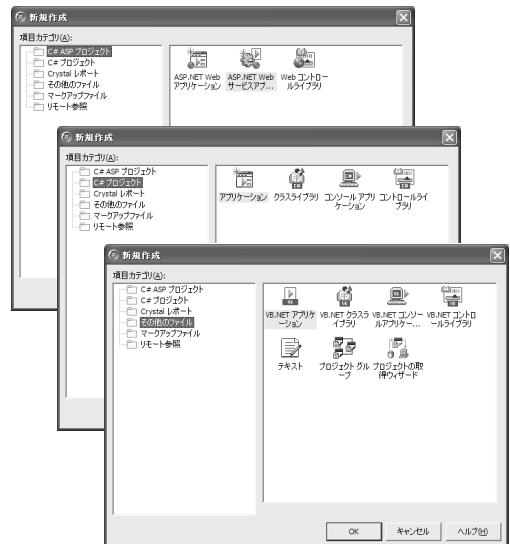 新規作成
項目カテゴリ(A):
C# ASP プロジェクト
C# プロジェクト
Crystal レポート
その他のファイル
マークアップファイル
リモート参照
ASP.NET Web
アプリケーション
ASP.NET Web
サービスアプ...
Web コントロー
ルライブラリ
新規作成
項目カテゴリ(A):
C# ASP プロジェクト
C# プロジェクト
Crystal レポート
その他のファイル
マークアップファイル
リモート参照
アプリケーション
クラスライブラリ
コンソール アプリ
ケーション
コントロールライ
ブラリ
新規作成
項目カテゴリ(A):
C# ASP プロジェクト
C# プロジェクト
Crystal レポート
その他のファイル
マークアップファイル
リモート参照
VB.NET アプリケ
ーション
VB.NET クラスラ
イブラリ
VB.NET コンソー
ルアプリケー...
VB.NET コントロ
ールライブラリ
テキスト
プロジェクト グル
ープ
プロジェクトの取
得ウィザード
OK
キャンセル
ヘルプ(H)